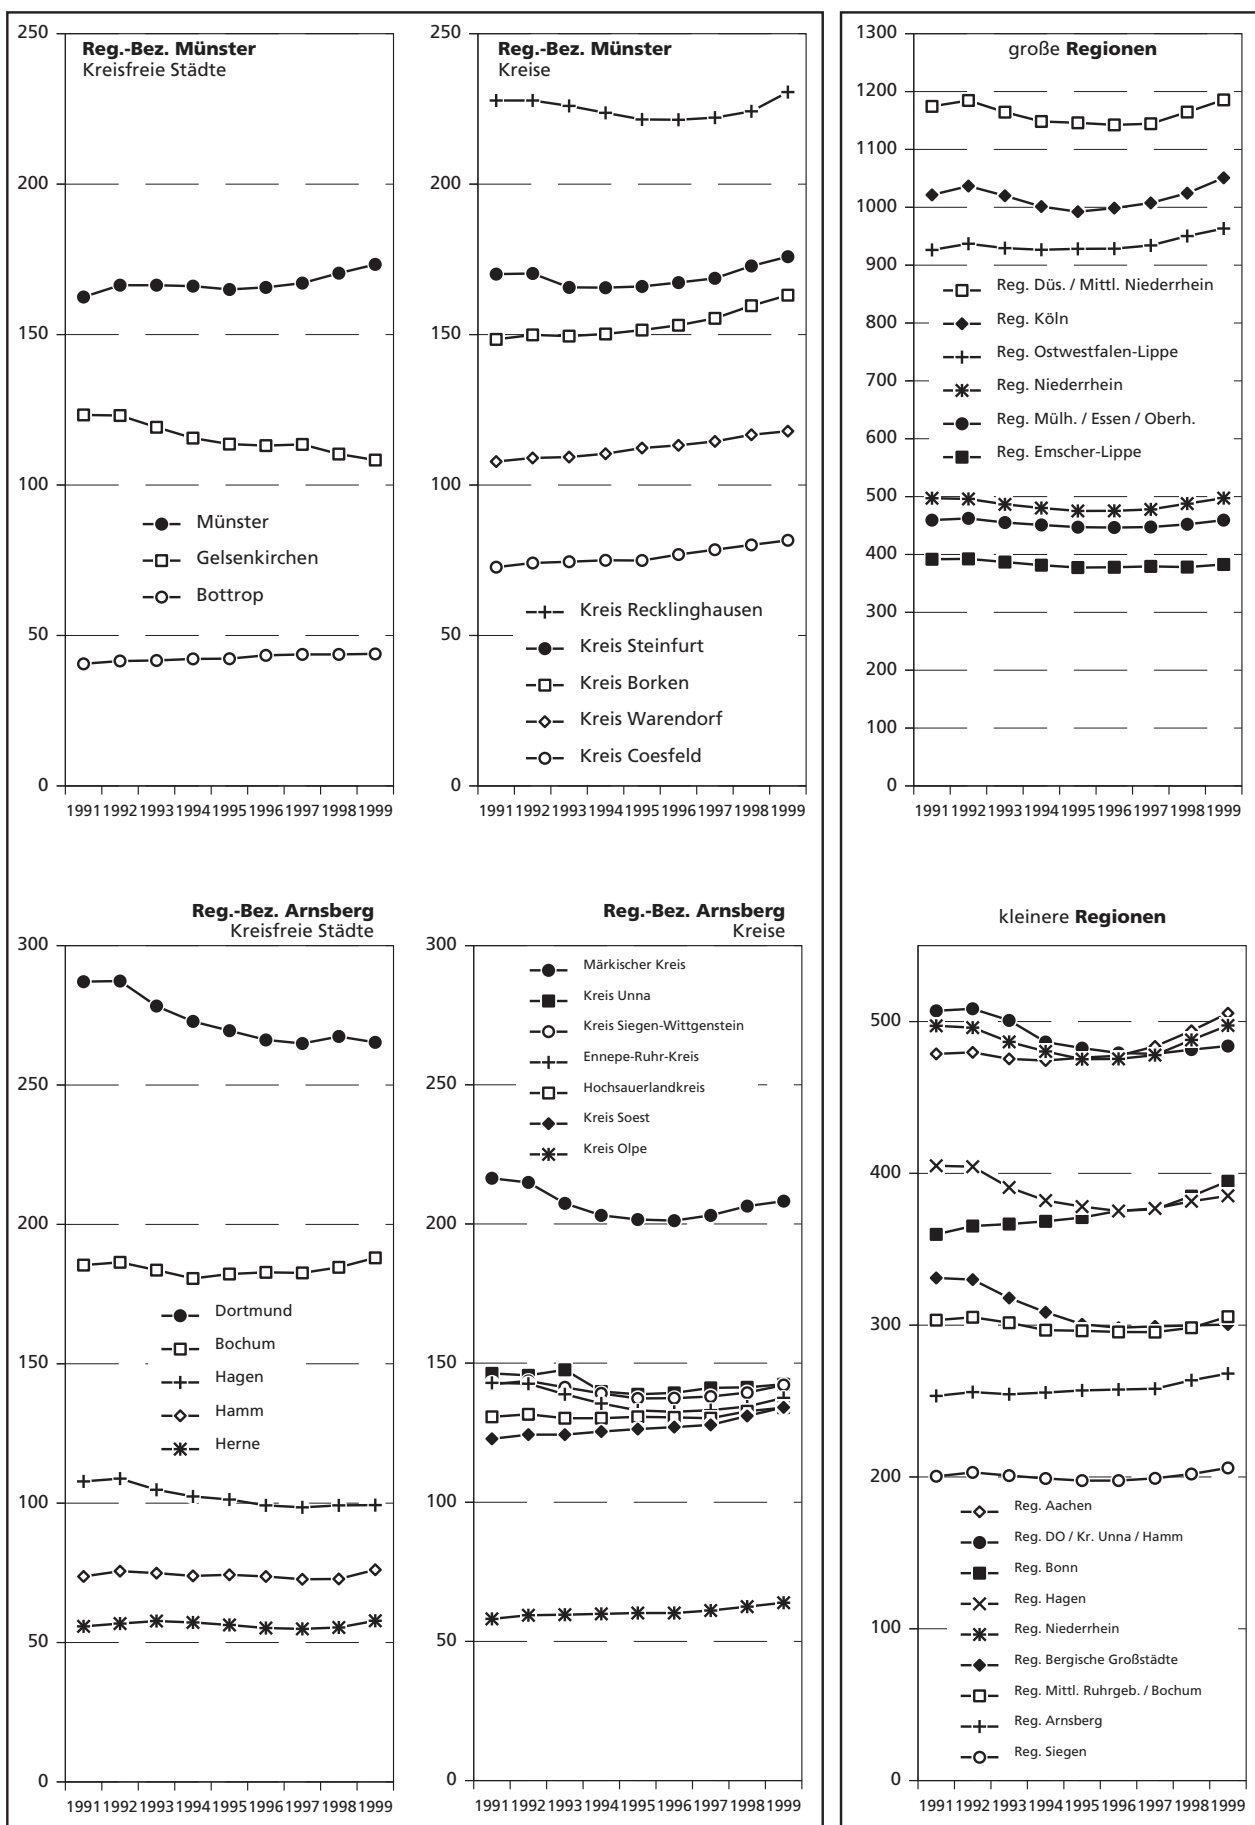 Reg.-Bez. Münster
Kreisfreie Städte
250
200
150
100
50
0
Münster
Gelsenkirchen
Bottrop
1991 1992 1993 1994 1995 1996 1997 1998 1999
Reg.-Bez. Münster
Kreise
250
200
150
100
50
0
Kreis Recklinghausen
Kreis Steinfurt
Kreis Borken
Kreis Warendorf
Kreis Coesfeld
1991 1992 1993 1994 1995 1996 1997 1998 1999
große Regionen
1300
1200
1100
1000
900
800
700
600
500
400
300
200
100
0
Reg. Düs. / Mittl. Niederrhein
Reg. Köln
Reg. Ostwestfalen-Lippe
Reg. Niederrhein
Reg. Mülh. / Essen / Oberh.
Reg. Emscher-Lippe
1991 1992 1993 1994 1995 1996 1997 1998 1999
Reg.-Bez. Arnsberg
Kreisfreie Städte
300
250
200
150
100
50
0
Dortmund
Bochum
Hagen
Hamm
Herne
1991 1992 1993 1994 1995 1996 1997 1998 1999
Reg.-Bez. Arnsberg
Kreise
300
250
200
150
100
50
0
Märkischer Kreis
Kreis Unna
Kreis Siegen-Wittgenstein
Ennepe-Ruhr-Kreis
Hochsauerlandkreis
Kreis Soest
Kreis Olpe
1991 1992 1993 1994 1995 1996 1997 1998 1999
kleinere Regionen
500
400
300
200
100
0
Reg. Aachen
Reg. DO / Kr. Unna / Hamm
Reg. Bonn
Reg. Hagen
Reg. Niederrhein
Reg. Bergische Großstädte
Reg. Mittl. Ruhrgeb. / Bochum
Reg. Arnsberg
Reg. Siegen
1991 1992 1993 1994 1995 1996 1997 1998 1999